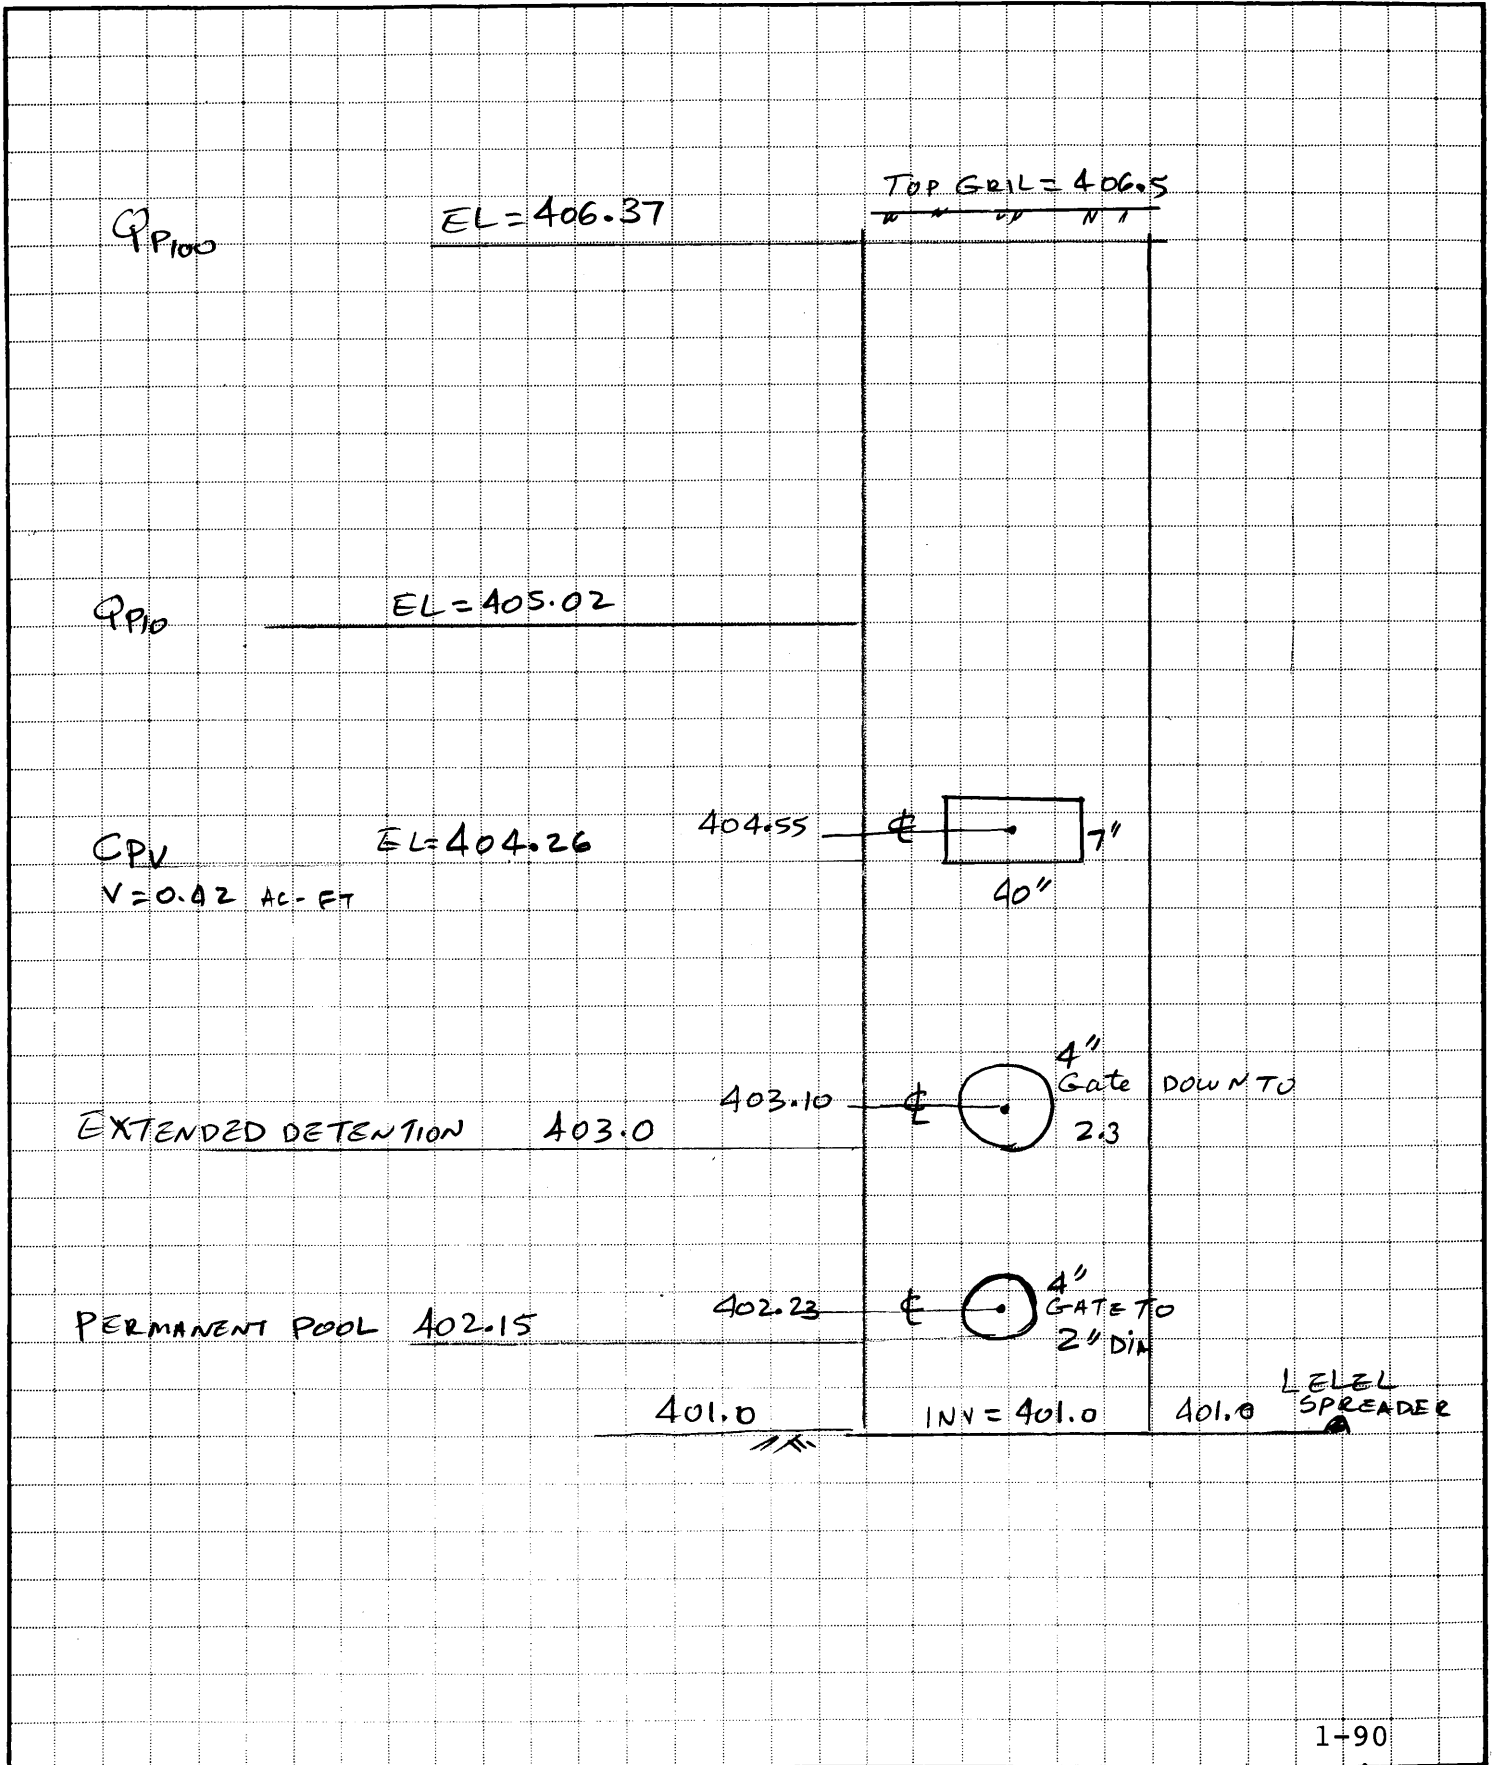 TOP GRIL = 406.5
QP100 EL = 406.37
QP10 EL = 405.02
CPV EL = 404.26 404.55 ℄ 7"
V = 0.42 AC-FT 40"
4"
403.10 ℄ Gate DOWN TO
EXTENDED DETENTION 403.0 2.3
4"
402.23 ℄ GATE TO
PERMANENT POOL 402.15 2" DIA
LELEL
401.0 INV = 401.0 401.0 SPREADER
1-90